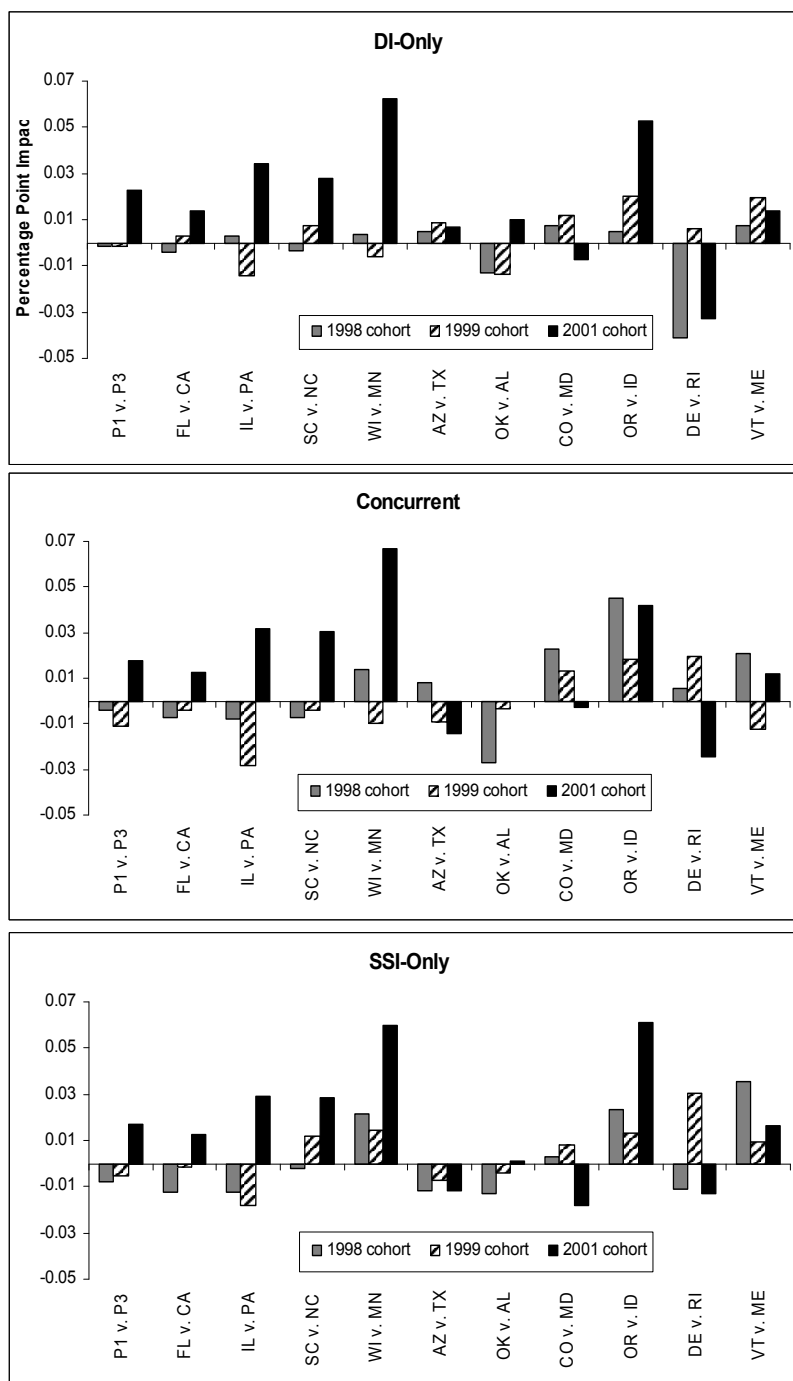 DI-Only
Percentage Point Impac
0.07
0.05
0.03
0.01
-0.01
-0.03
-0.05
1998 cohort 1999 cohort 2001 cohort
P1 v. P3
FL v. CA
IL v. PA
SC v. NC
WI v. MN
AZ v. TX
OK v. AL
CO v. MD
OR v. ID
DE v. RI
VT v. ME
Concurrent
0.07
0.05
0.03
0.01
-0.01
-0.03
-0.05
1998 cohort 1999 cohort 2001 cohort
P1 v. P3
FL v. CA
IL v. PA
SC v. NC
WI v. MN
AZ v. TX
OK v. AL
CO v. MD
OR v. ID
DE v. RI
VT v. ME
SSI-Only
0.07
0.05
0.03
0.01
-0.01
-0.03
-0.05
1998 cohort 1999 cohort 2001 cohort
P1 v. P3
FL v. CA
IL v. PA
SC v. NC
WI v. MN
AZ v. TX
OK v. AL
CO v. MD
OR v. ID
DE v. RI
VT v. ME